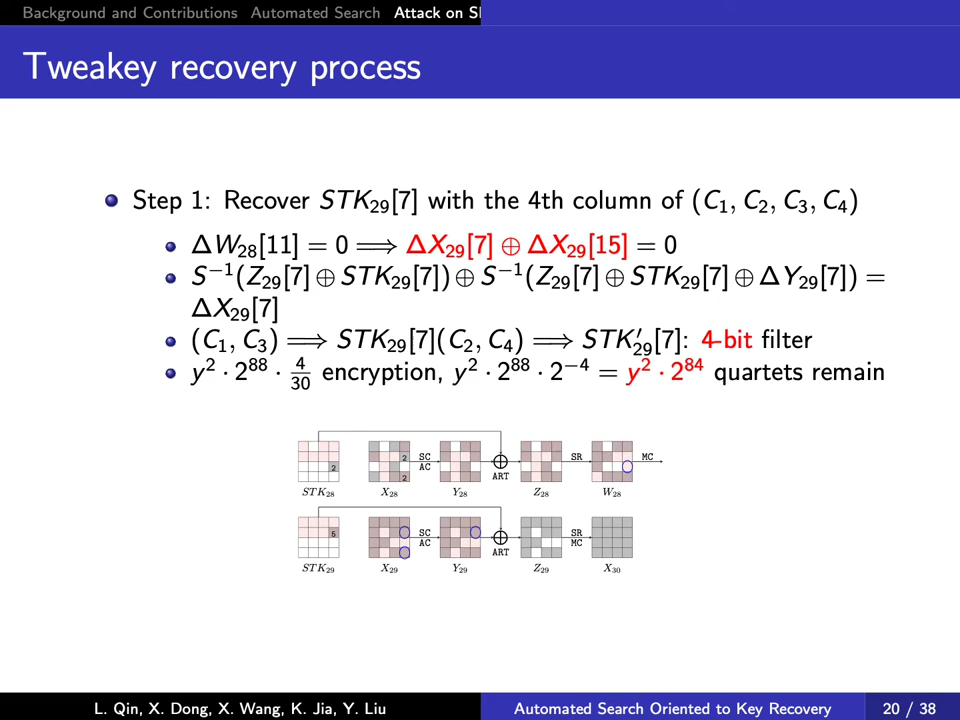 Background and Contributions Automated Search Attack on S
Tweakey recovery process
Step 1: Recover STK₂₉[7] with the 4th column of (C₁, C₂, C₃, C₄)
ΔW₂₈[11] = 0 ⟹ ΔX₂₉[7] ⊕ ΔX₂₉[15] = 0
S⁻¹(Z₂₉[7] ⊕ STK₂₉[7]) ⊕ S⁻¹(Z₂₉[7] ⊕ STK₂₉[7] ⊕ ΔY₂₉[7]) =
ΔX₂₉[7]
(C₁, C₃) ⟹ STK₂₉[7](C₂, C₄) ⟹ STK′₂₉[7]: 4-bit filter
y² · 2⁸⁸ · 4/30 encryption, y² · 2⁸⁸ · 2⁻⁴ = y² · 2⁸⁴ quartets remain
2 2 2 SC AC ART SR MC
STK₂₈ X₂₈ Y₂₈ Z₂₈ W₂₈
5 SC AC ART SR MC
STK₂₉ X₂₉ Y₂₉ Z₂₉ X₃₀
L. Qin, X. Dong, X. Wang, K. Jia, Y. Liu Automated Search Oriented to Key Recovery 20 / 38